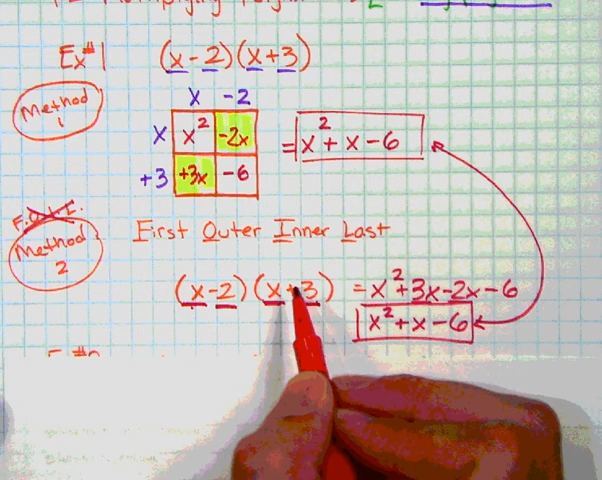 Multiplying
Ex #1 (x - 2)(x + 3)
Method 1
x -2
x x² -2x
+3 +3x -6
= x² + x - 6
F.O.I.L.
Method 2
First Outer Inner Last
(x - 2)(x + 3) = x² + 3x - 2x - 6
x² + x - 6